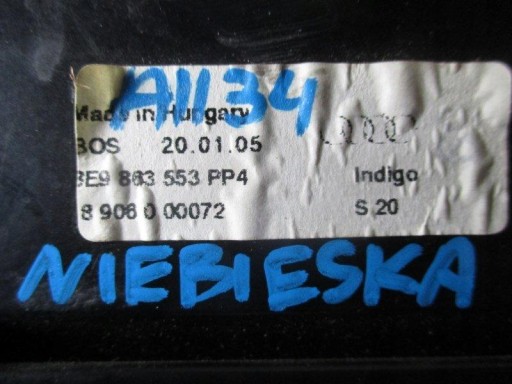 A1134
Made in Hungary
BOS 20.01.05
8E9 863 553 PP4 Indigo
8 906 0 00072 S 20
NIEBIESKA